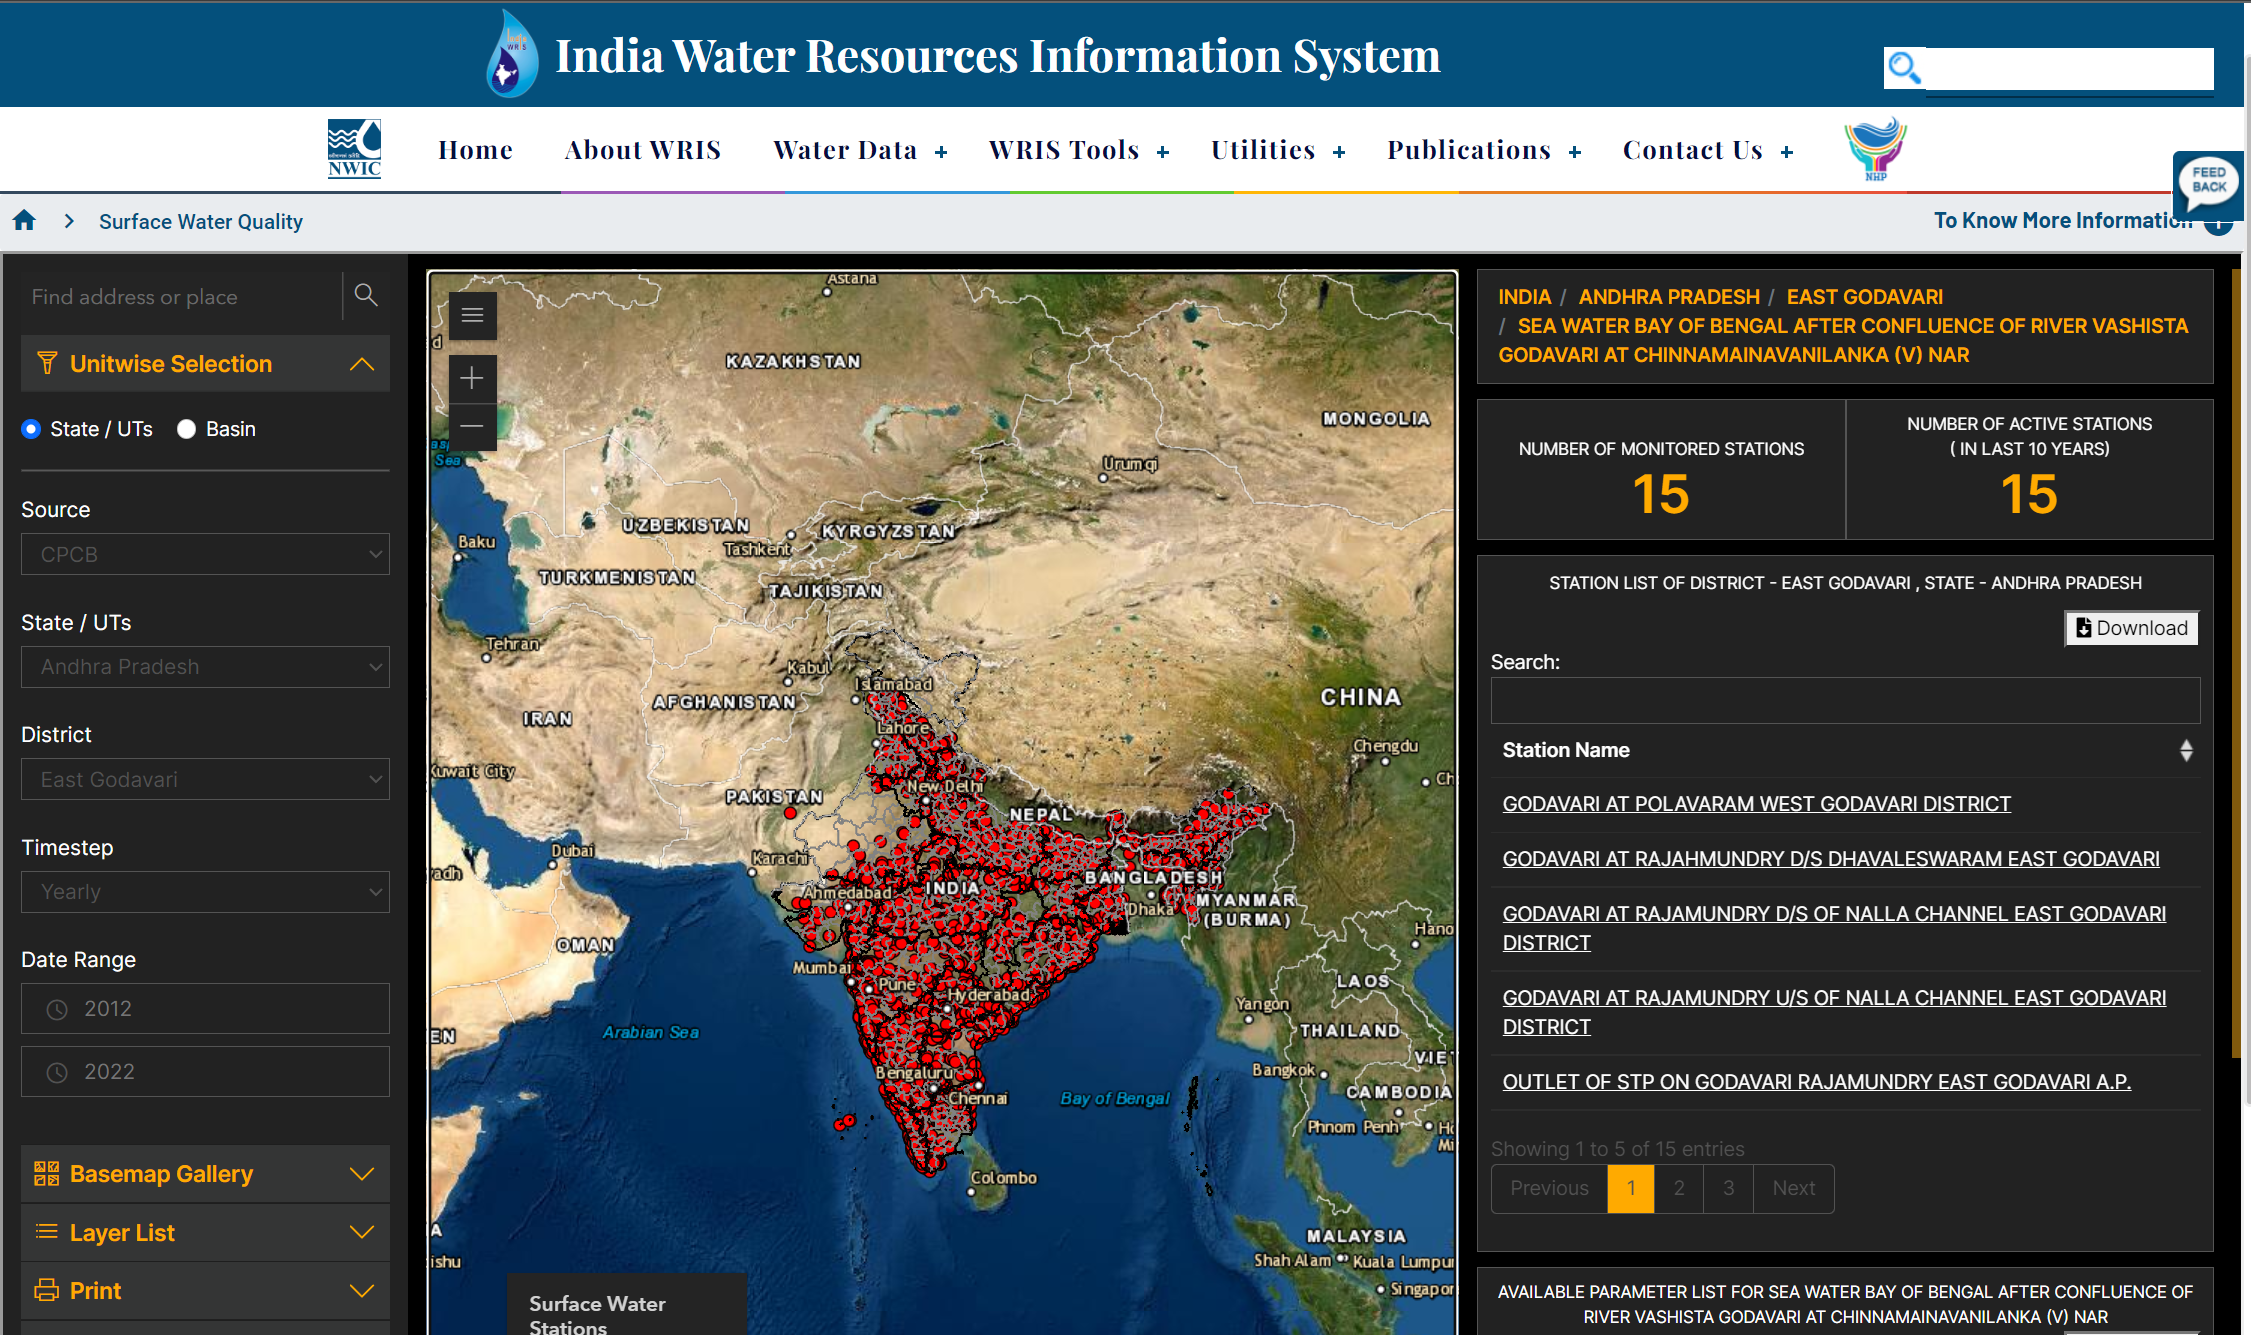 India Water Resources Information System
NWIC
Home
About WRIS
Water Data +
WRIS Tools +
Utilities +
Publications +
Contact Us +
NHP
FEED
BACK
Surface Water Quality
To Know More Information
Find address or place
Unitwise Selection
State / UTs
Basin
Source
CPCB
State / UTs
Andhra Pradesh
District
East Godavari
Timestep
Yearly
Date Range
2012
2022
Basemap Gallery
Layer List
Print
Astana
KAZAKHSTAN
MONGOLIA
Sea
Urumqi
UZBEKISTAN
KYRGYZSTAN
Baku
Tashkent
TURKMENISTAN
TAJIKISTAN
Tehran
Kabul
Islamabad
AFGHANISTAN
CHINA
IRAN
Lahore
Chengdu
Kuwait City
Ch
New Delhi
PAKISTAN
NEPAL
Dubai
Karachi
adh
BANGLADESH
INDIA
Ahmedabad
MYANMAR
(BURMA)
Dhaka
Hano
OMAN
Mumbai
LAOS
Pune
Hyderabad
Yangon
Arabian Sea
THAILAND
EN
VIET
Bengaluru
Bangkok
Chennai
Bay of Bengal
CAMBODIA
Phnom Penh
Colombo
MALAYSIA
Shah Alam
Kuala Lumpur
ishu
Singapor
Surface Water
Stations
INDIA / ANDHRA PRADESH / EAST GODAVARI
/ SEA WATER BAY OF BENGAL AFTER CONFLUENCE OF RIVER VASHISTA
GODAVARI AT CHINNAMAINAVANILANKA (V) NAR
NUMBER OF MONITORED STATIONS
15
NUMBER OF ACTIVE STATIONS
( IN LAST 10 YEARS)
15
STATION LIST OF DISTRICT - EAST GODAVARI , STATE - ANDHRA PRADESH
Download
Search:
Station Name
GODAVARI AT POLAVARAM WEST GODAVARI DISTRICT
GODAVARI AT RAJAHMUNDRY D/S DHAVALESWARAM EAST GODAVARI
GODAVARI AT RAJAMUNDRY D/S OF NALLA CHANNEL EAST GODAVARI
DISTRICT
GODAVARI AT RAJAMUNDRY U/S OF NALLA CHANNEL EAST GODAVARI
DISTRICT
OUTLET OF STP ON GODAVARI RAJAMUNDRY EAST GODAVARI A.P.
Showing 1 to 5 of 15 entries
Previous 1 2 3 Next
AVAILABLE PARAMETER LIST FOR SEA WATER BAY OF BENGAL AFTER CONFLUENCE OF
RIVER VASHISTA GODAVARI AT CHINNAMAINAVANILANKA (V) NAR